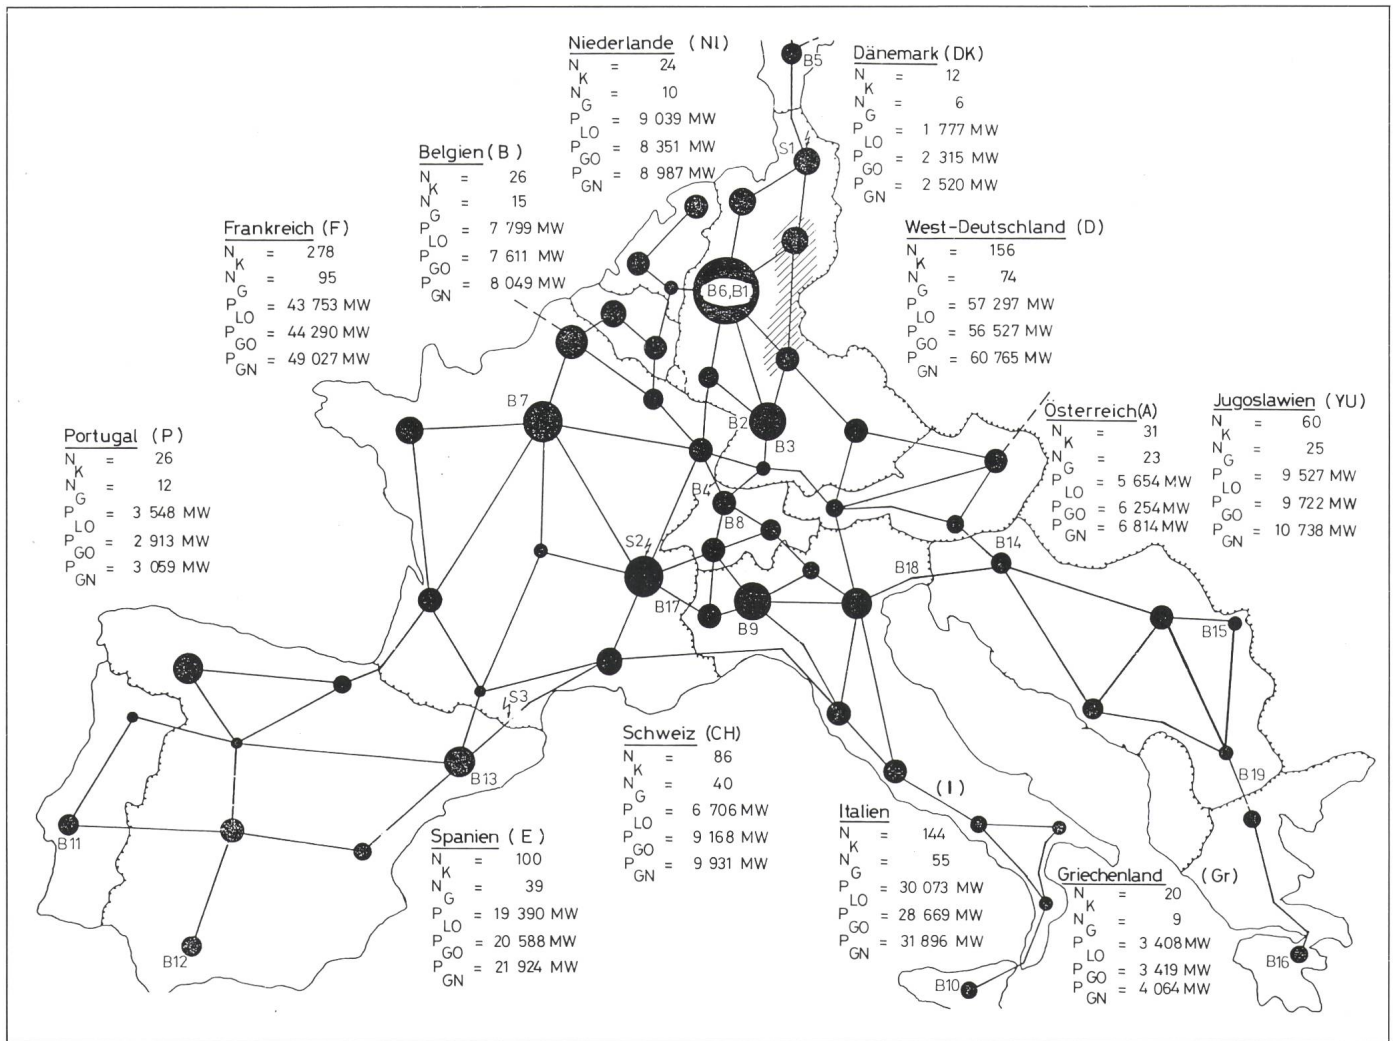 Niederlande (Nl)
N_K = 24
N_G = 10
P_LO = 9 039 MW
P_GO = 8 351 MW
P_GN = 8 987 MW
Dänemark (DK)
N_K = 12
N_G = 6
P_LO = 1 777 MW
P_GO = 2 315 MW
P_GN = 2 520 MW
Belgien (B)
N_K = 26
N_G = 15
P_LO = 7 799 MW
P_GO = 7 611 MW
P_GN = 8 049 MW
Frankreich (F)
N_K = 278
N_G = 95
P_LO = 43 753 MW
P_GO = 44 290 MW
P_GN = 49 027 MW
West-Deutschland (D)
N_K = 156
N_G = 74
P_LO = 57 297 MW
P_GO = 56 527 MW
P_GN = 60 765 MW
Österreich(A)
N_K = 31
N_G = 23
P_LO = 5 654 MW
P_GO = 6 254 MW
P_GN = 6 814 MW
Jugoslawien (YU)
N_K = 60
N_G = 25
P_LO = 9 527 MW
P_GO = 9 722 MW
P_GN = 10 738 MW
Portugal (P)
N_K = 26
N_G = 12
P_LO = 3 548 MW
P_GO = 2 913 MW
P_GN = 3 059 MW
Schweiz (CH)
N_K = 86
N_G = 40
P_LO = 6 706 MW
P_GO = 9 168 MW
P_GN = 9 931 MW
Spanien (E)
N_K = 100
N_G = 39
P_LO = 19 390 MW
P_GO = 20 588 MW
P_GN = 21 924 MW
(I)
Italien
N_K = 144
N_G = 55
P_LO = 30 073 MW
P_GO = 28 669 MW
P_GN = 31 896 MW
Griechenland (Gr)
N_K = 20
N_G = 9
P_LO = 3 408 MW
P_GO = 3 419 MW
P_GN = 4 064 MW
B5
S1
B6,B1
B7
B2
B3
B4
B8
S2
B17
B9
B18
B14
B15
S3
B13
B19
B11
B12
B10
B16